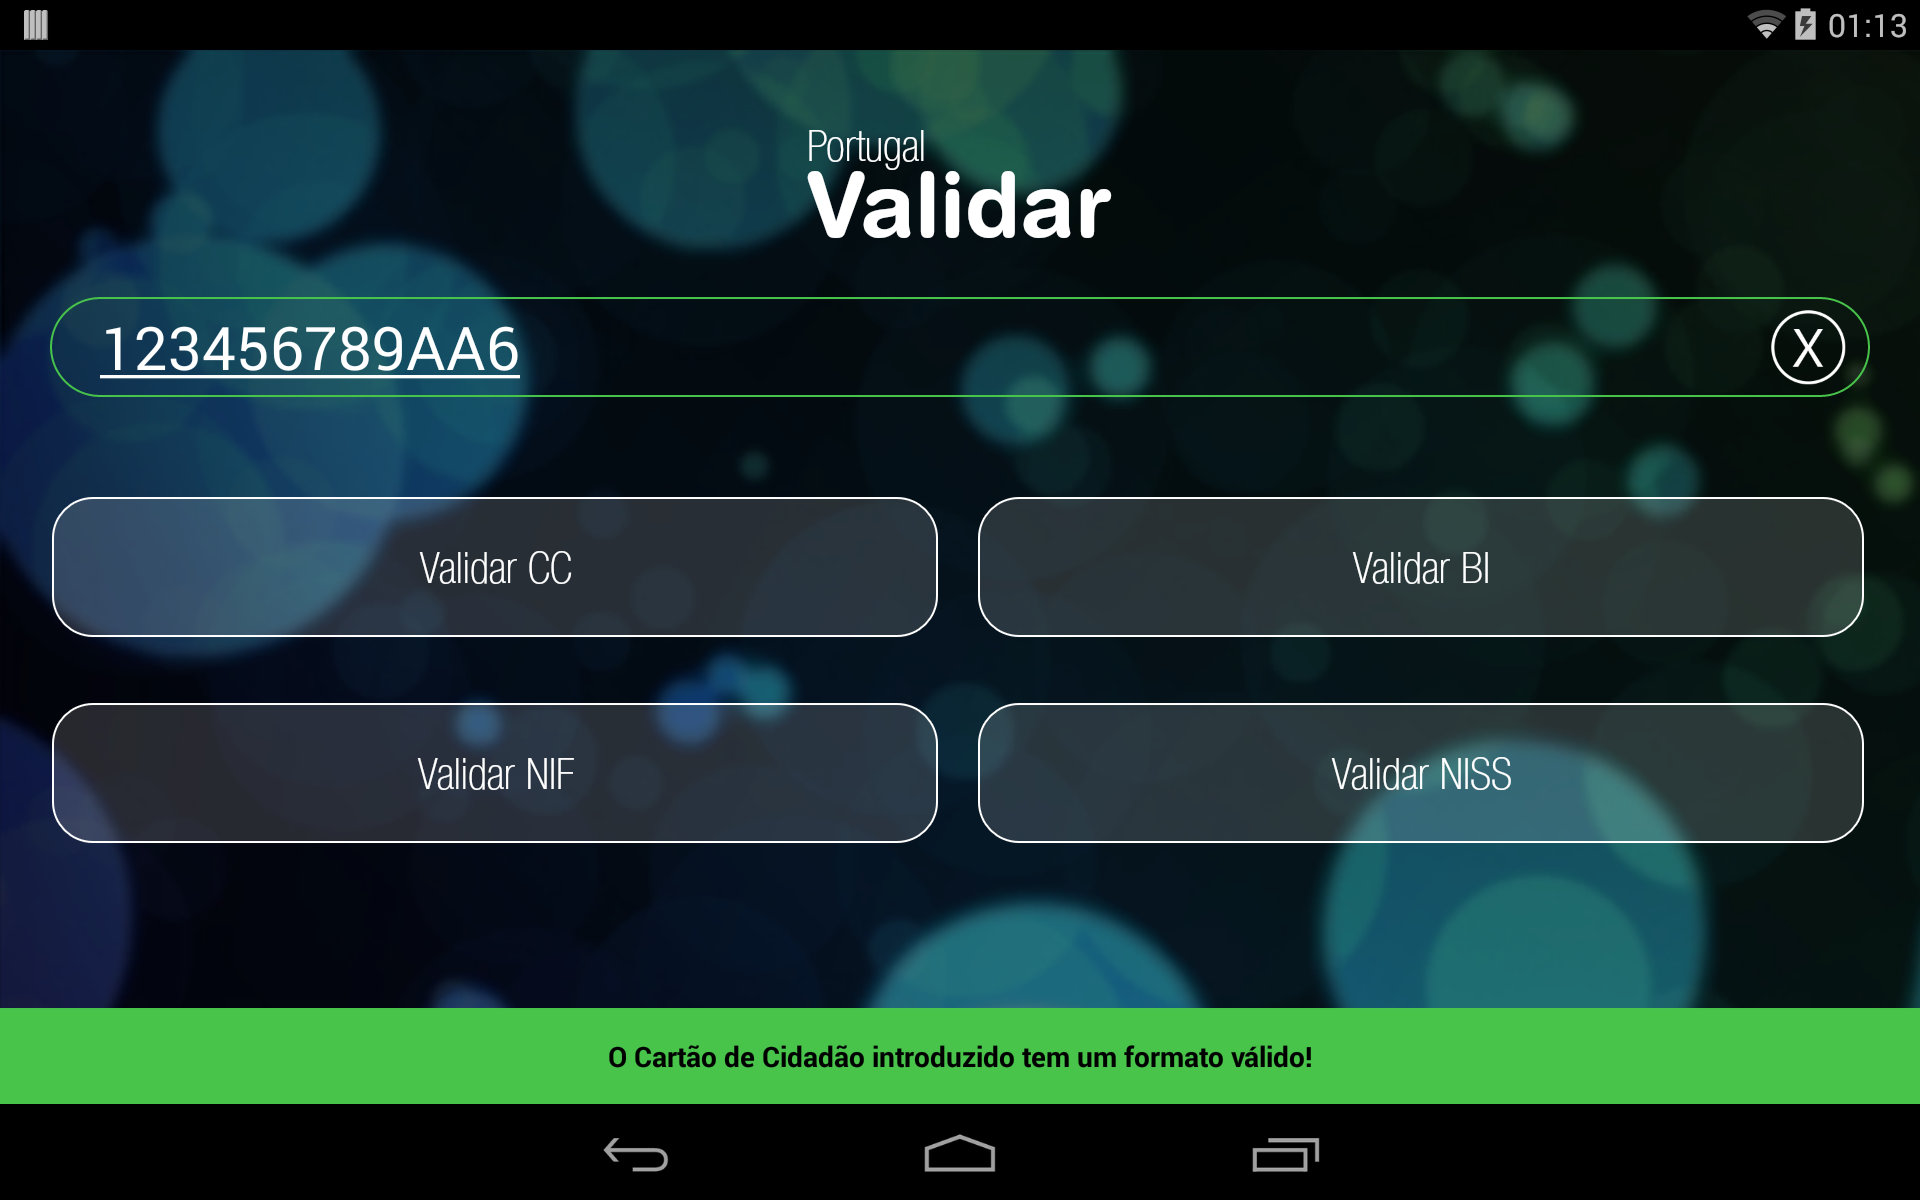 01:13
Portugal
Validar
123456789AA6
X
Validar CC
Validar BI
Validar NIF
Validar NISS
O Cartão de Cidadão introduzido tem um formato válido!